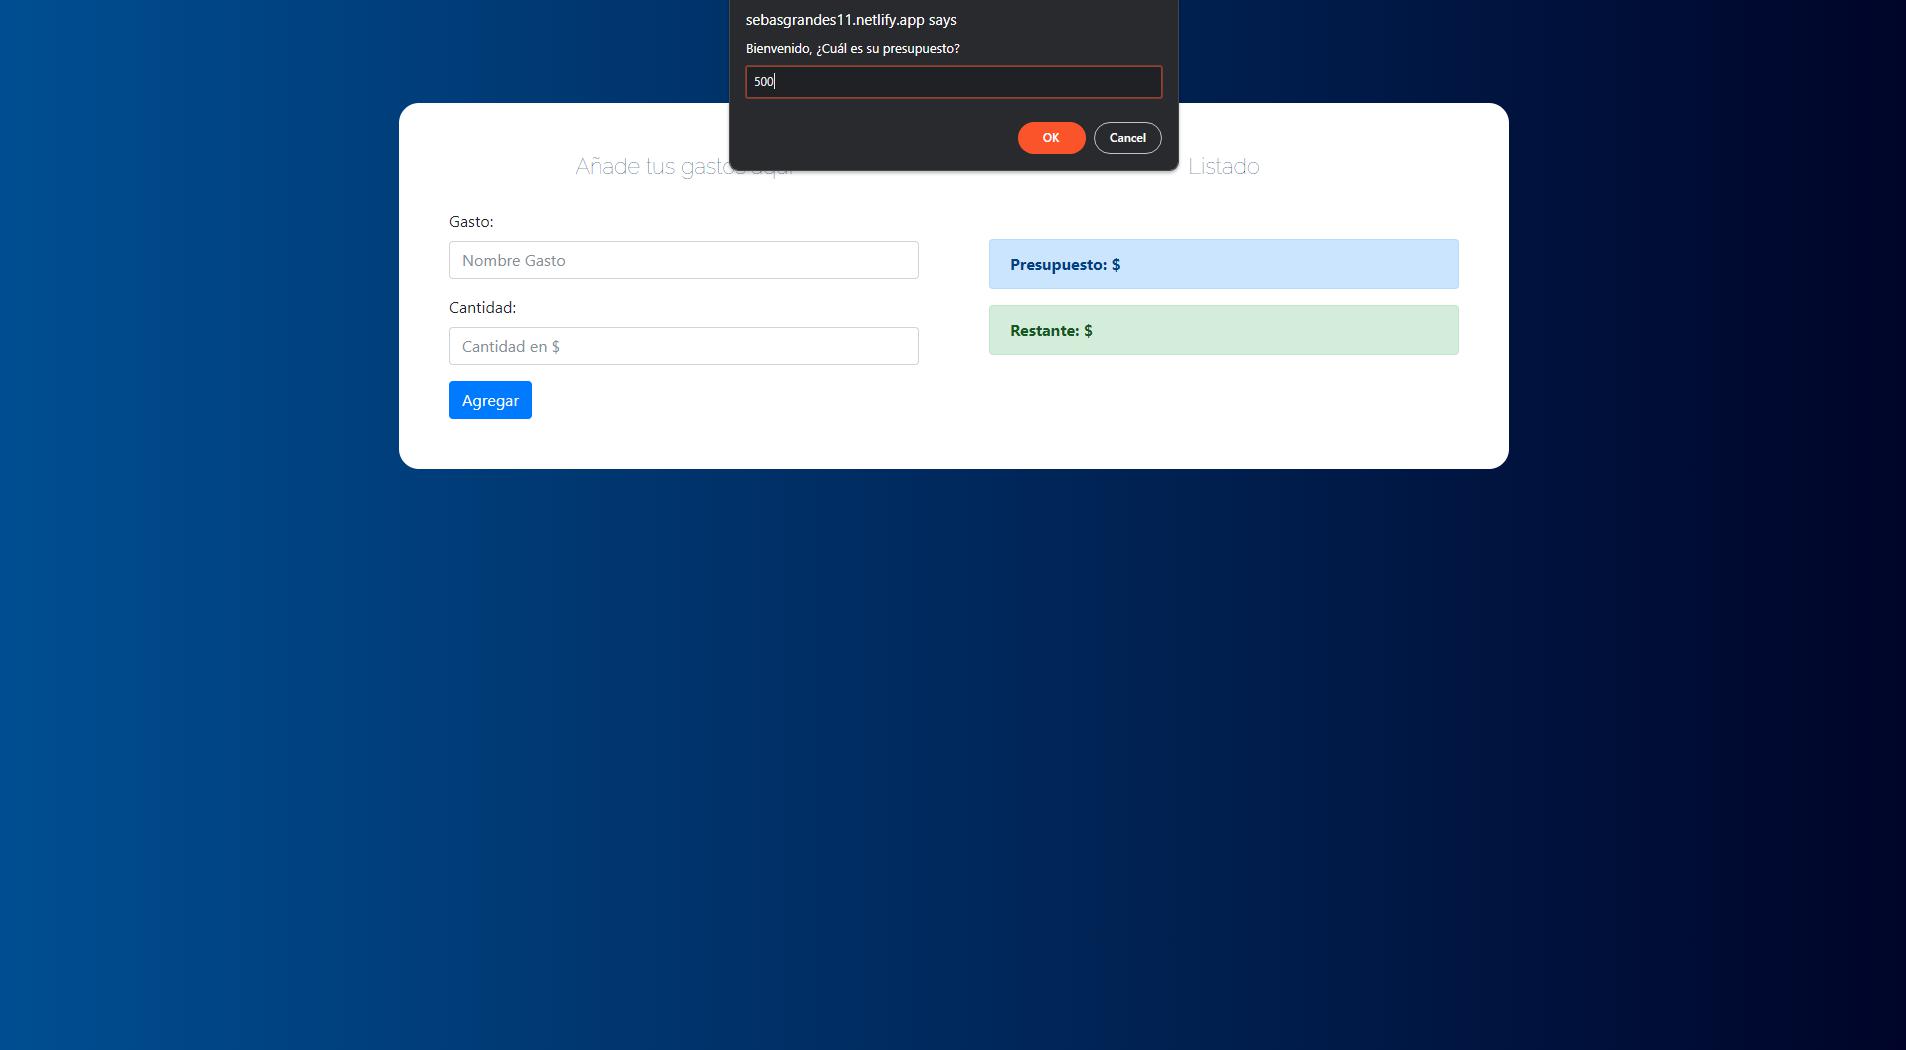 sebasgrandes11.netlify.app says
Bienvenido, ¿Cuál es su presupuesto?
500
OK
Cancel
Añade tus gastos
Listado
Gasto:
Nombre Gasto
Cantidad:
Cantidad en $
Agregar
Presupuesto: $
Restante: $